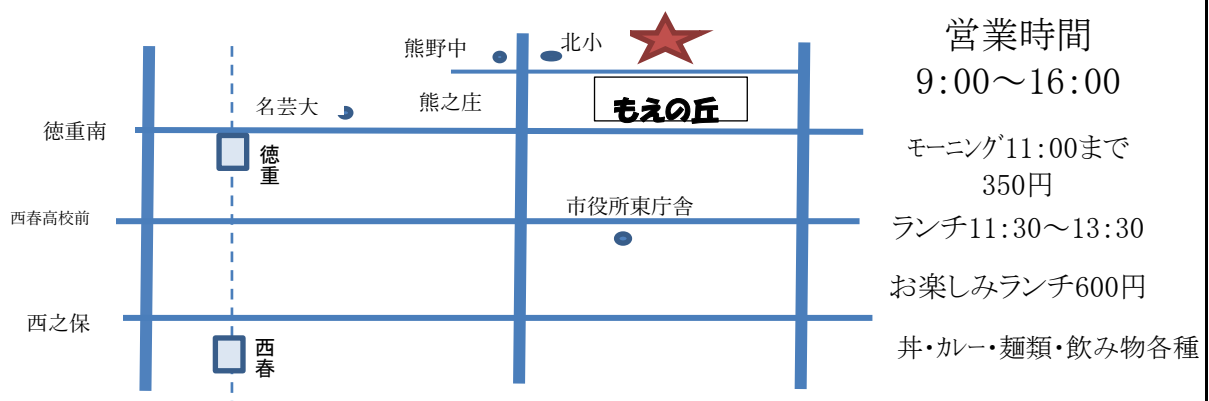 熊野中
北小
名芸大
熊之庄
もえの丘
徳重南
徳重
西春高校前
市役所東庁舎
西之保
西春
営業時間
9:00～16:00
モーニング11:00まで
350円
ランチ11:30～13:30
お楽しみランチ600円
丼・カレー・麺類・飲み物各種